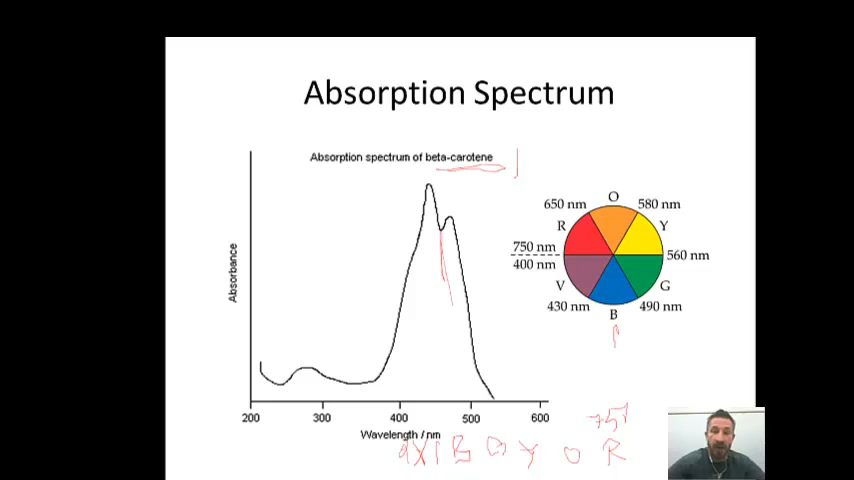 Absorption Spectrum
Absorption spectrum of beta-carotene
Absorbance
200 300 400 500 600
Wavelength / nm
O
650 nm 580 nm
R Y
750 nm
400 nm
560 nm
V G
430 nm 490 nm
B
B Y O R